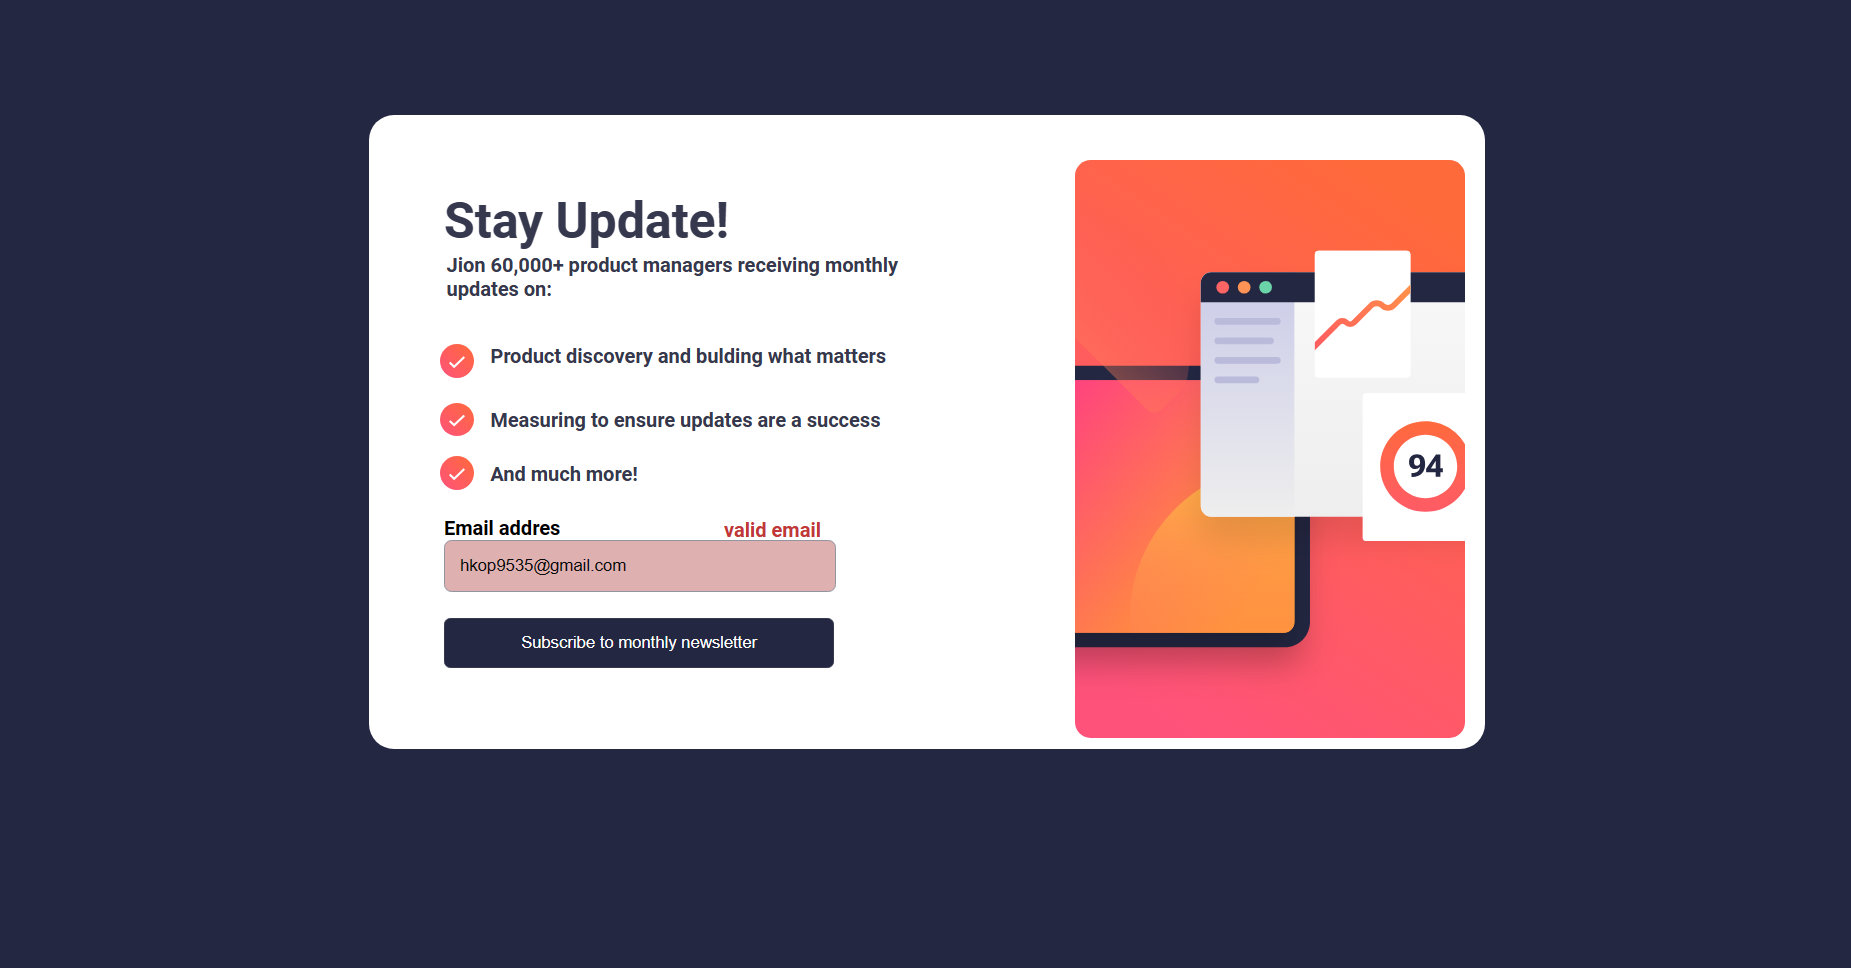 Stay Update!
Jion 60,000+ product managers receiving monthly
updates on:
Product discovery and bulding what matters
Measuring to ensure updates are a success
And much more!
Email addres
valid email
hkop9535@gmail.com
Subscribe to monthly newsletter
94